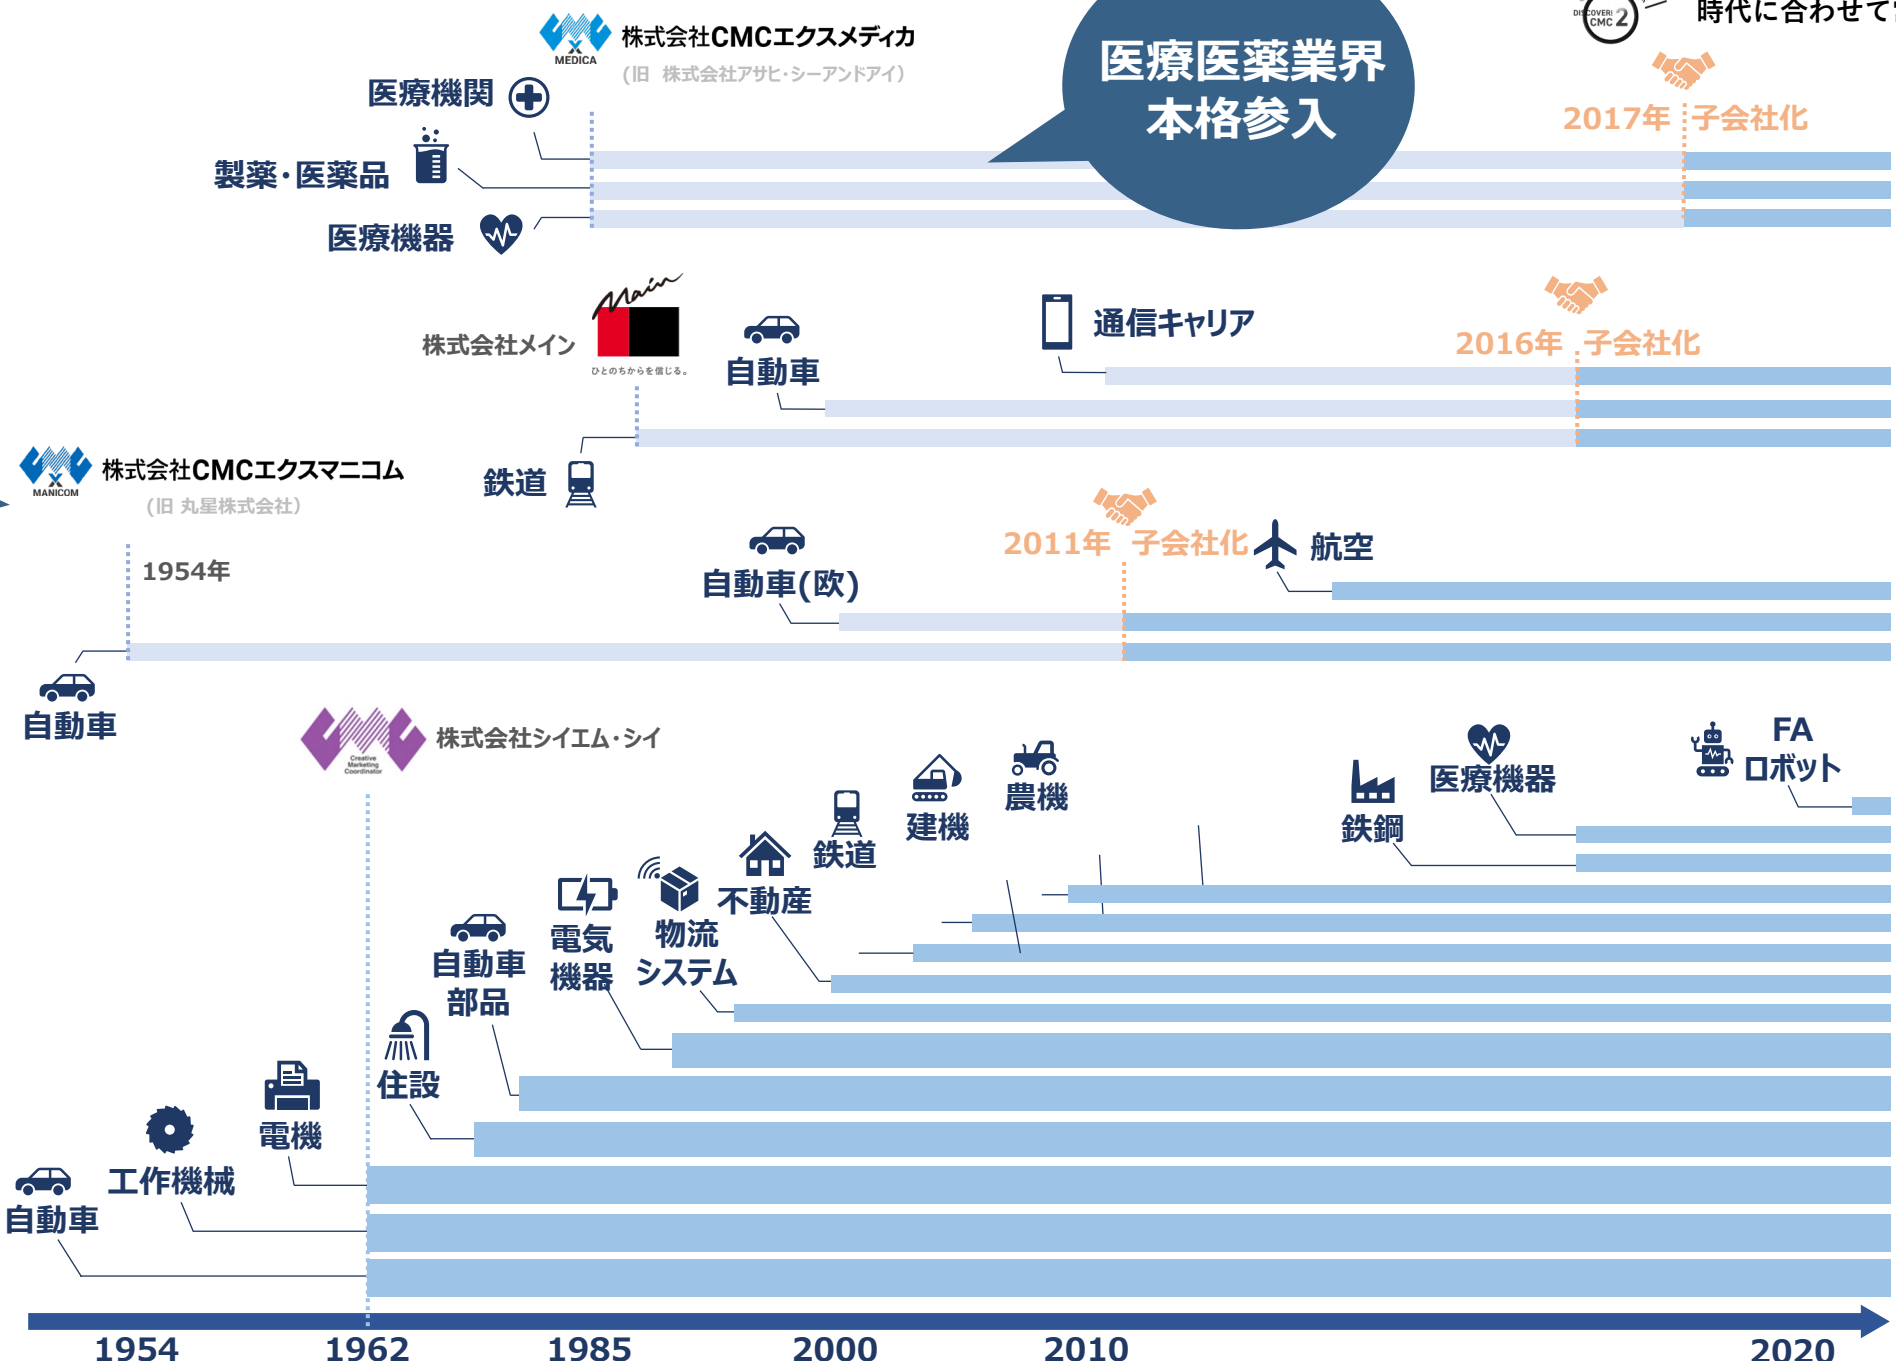 DISCOVER!
CMC 2
時代に合わせて
MEDICA
株式会社CMCエクスメディカ
(旧 株式会社アサヒ・シーアンドアイ)
医療医薬業界
本格参入
医療機関
製薬・医薬品
医療機器
2017年 子会社化
Main
ひとのちからを信じる。
株式会社メイン
自動車
通信キャリア
2016年 子会社化
鉄道
X
MANICOM
株式会社CMCエクスマニコム
(旧 丸星株式会社)
1954年
自動車
自動車(欧)
2011年 子会社化
航空
CMC
Creative
Marketing
Coordinator
株式会社シイエム・シイ
自動車
工作機械
電機
住設
自動車
部品
電気
機器
物流
システム
不動産
鉄道
建機
農機
鉄鋼
医療機器
FA
ロボット
1954
1962
1985
2000
2010
2020